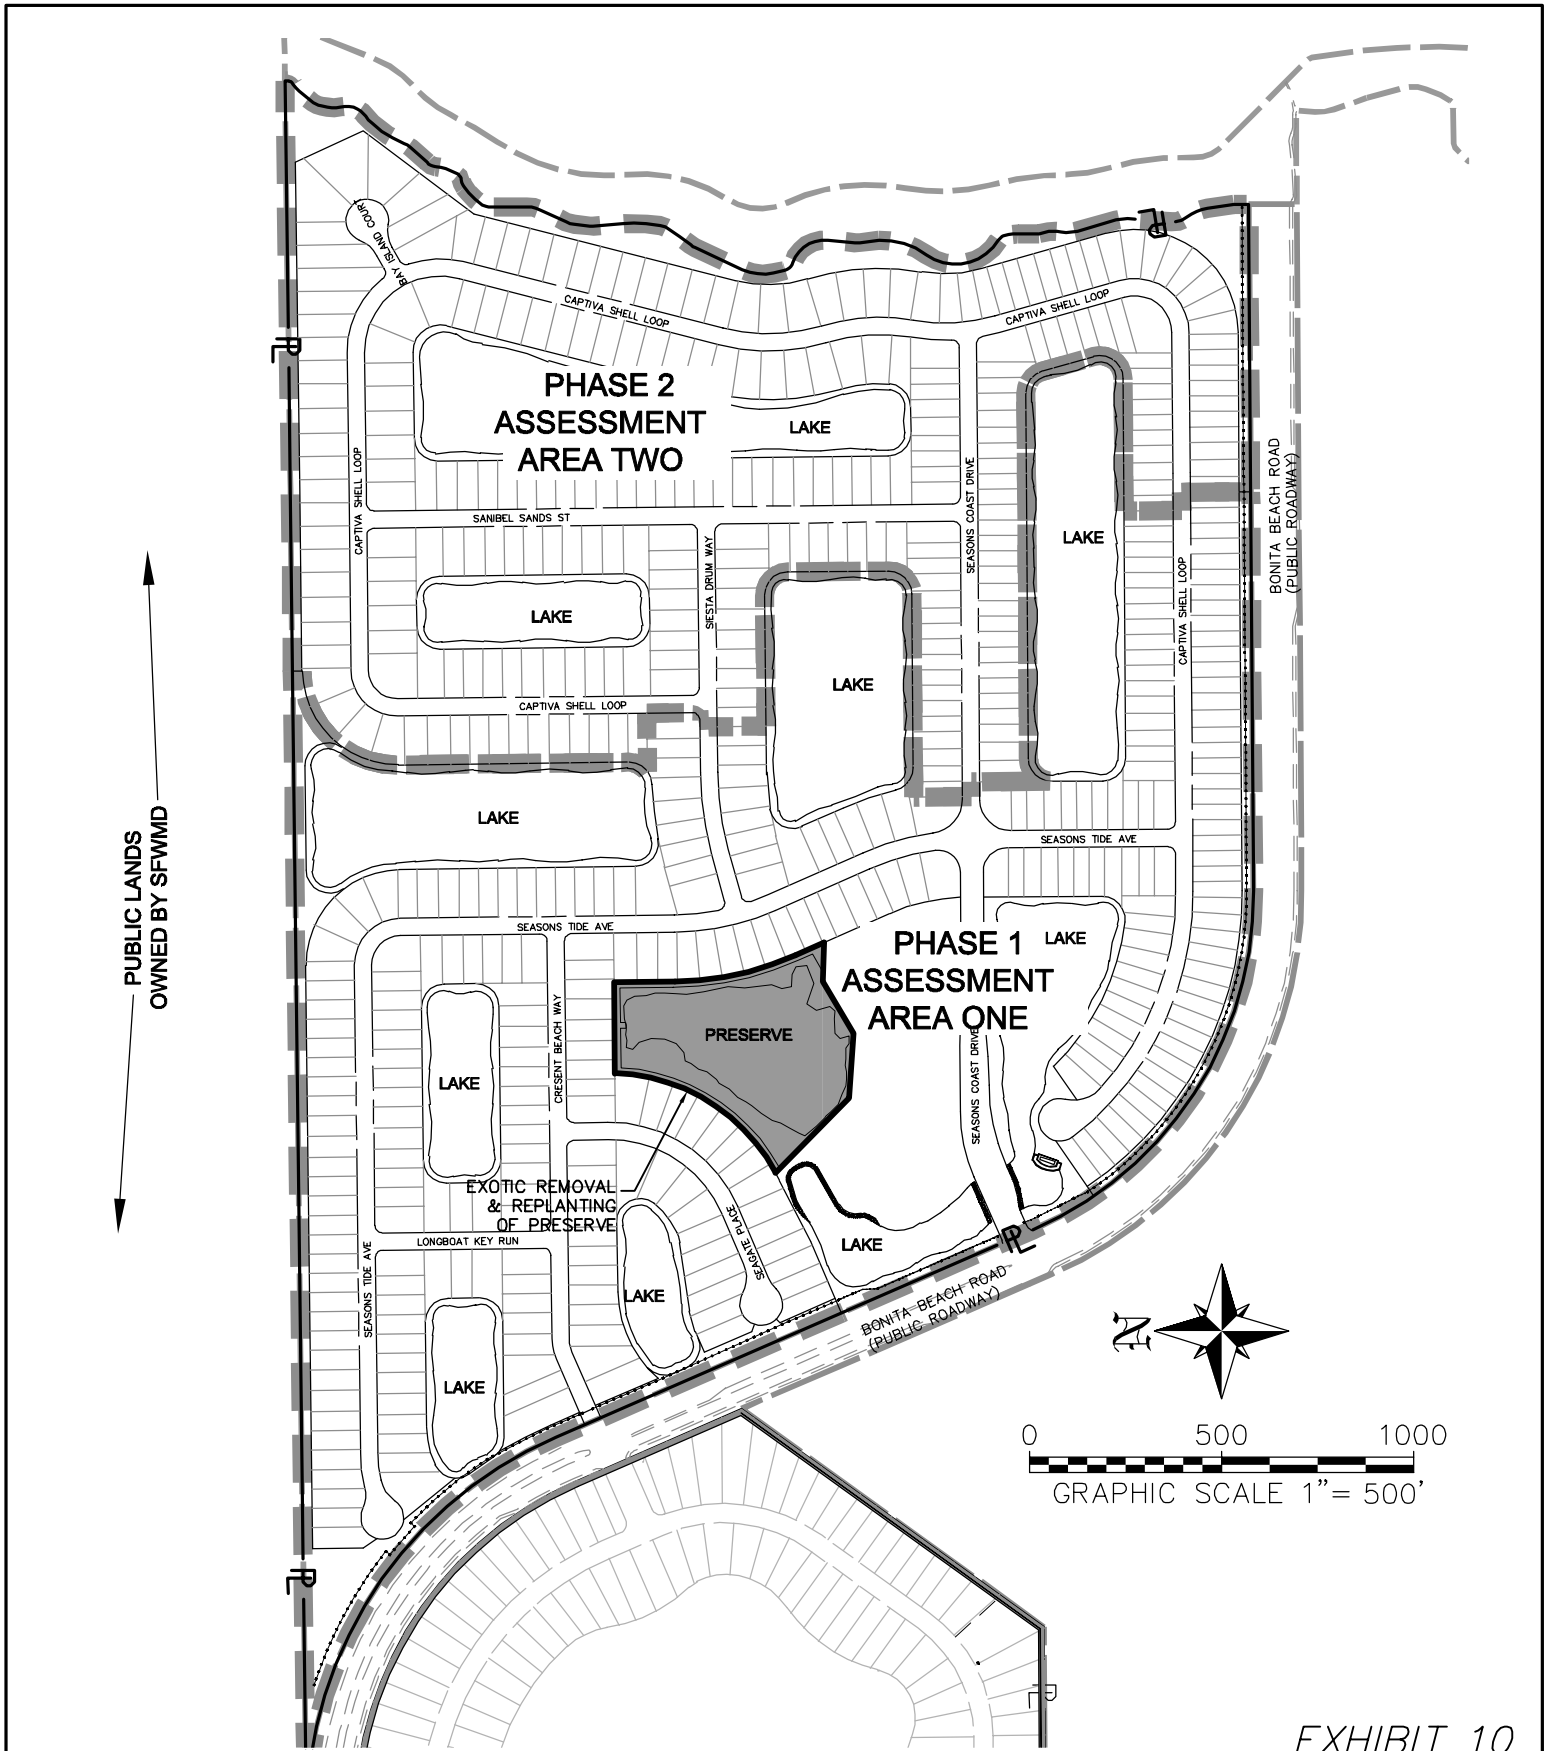 BAY ISLAND COURT
CAPTIVA SHELL LOOP
CAPTIVA SHELL LOOP
PL
PL
PHASE 2
ASSESSMENT
AREA TWO
LAKE
CAPTIVA SHELL LOOP
SANIBEL SANDS ST
SEASONS COAST DRIVE
LAKE
BONITA BEACH ROAD
(PUBLIC ROADWAY)
SIESTA DRUM WAY
LAKE
LAKE
CAPTIVA SHELL LOOP
CAPTIVA SHELL LOOP
PUBLIC LANDS
OWNED BY SFWMD
LAKE
SEASONS TIDE AVE
SEASONS TIDE AVE
PHASE 1
ASSESSMENT
AREA ONE
LAKE
PRESERVE
CRESENT BEACH WAY
LAKE
SEASONS COAST DRIVE
EXOTIC REMOVAL
& REPLANTING
OF PRESERVE
LONGBOAT KEY RUN
SEASONS TIDE AVE
SEAGATE PLACE
LAKE
LAKE
LAKE
PL
BONITA BEACH ROAD
(PUBLIC ROADWAY)
N
0 500 1000
GRAPHIC SCALE 1"= 500'
PL
PL
EXHIBIT 10